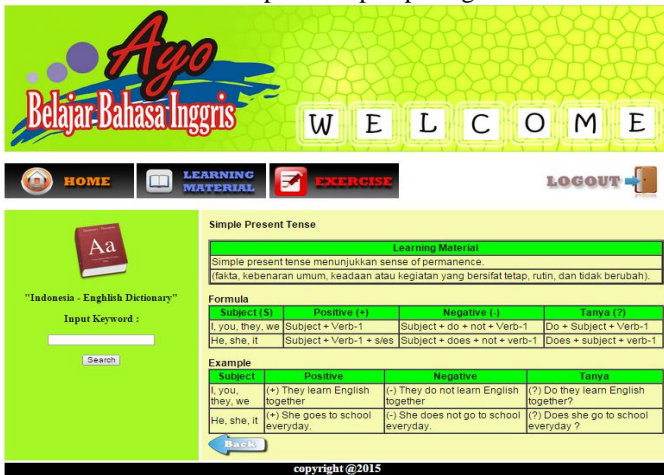 Ayo
Belajar Bahasa Inggris
W E L C O M E
HOME
LEARNING
MATERIAL
EXERCISE
LOGOUT
Aa
"Indonesia - Enghlish Dictionary"
Input Keyword :
Search
Simple Present Tense
Learning Material
Simple present tense menunjukkan sense of permanence.
(fakta, kebenaran umum, keadaan atau kegiatan yang bersifat tetap, rutin, dan tidak berubah).
Formula
Subject (S) Positive (+) Negative (-) Tanya (?)
I, you, they, we Subject + Verb-1 Subject + do + not + Verb-1 Do + Subject + Verb-1
He, she, it Subject + Verb-1 + s/es Subject + does + not + verb-1 Does + subject + verb-1
Example
Subject Positive Negative Tanya
I, you, (+) They learn English (-) They do not learn English (?) Do they learn English
they, we together together together?
He, she, it (+) She goes to school (-) She does not go to school (?) Does she go to school
everyday. everyday. everyday ?
Back
copyright @2015